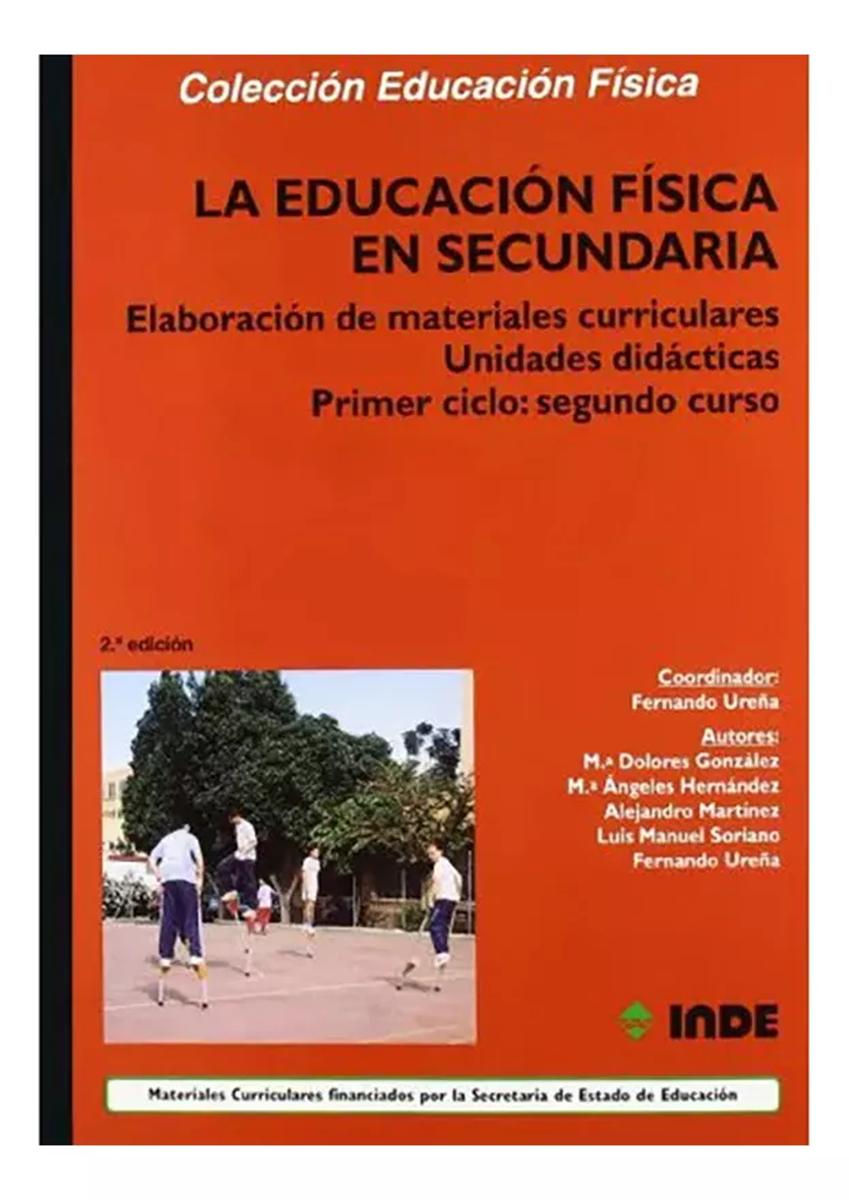 Colección Educación Física
LA EDUCACIÓN FÍSICA
EN SECUNDARIA
Elaboración de materiales curriculares
Unidades didácticas
Primer ciclo: segundo curso
2.ª edición
Coordinador:
Fernando Ureña
Autores:
M.ª Dolores González
M.ª Ángeles Hernández
Alejandro Martínez
Luis Manuel Soriano
Fernando Ureña
INDE
Materiales Curriculares financiados por la Secretaria de Estado de Educación